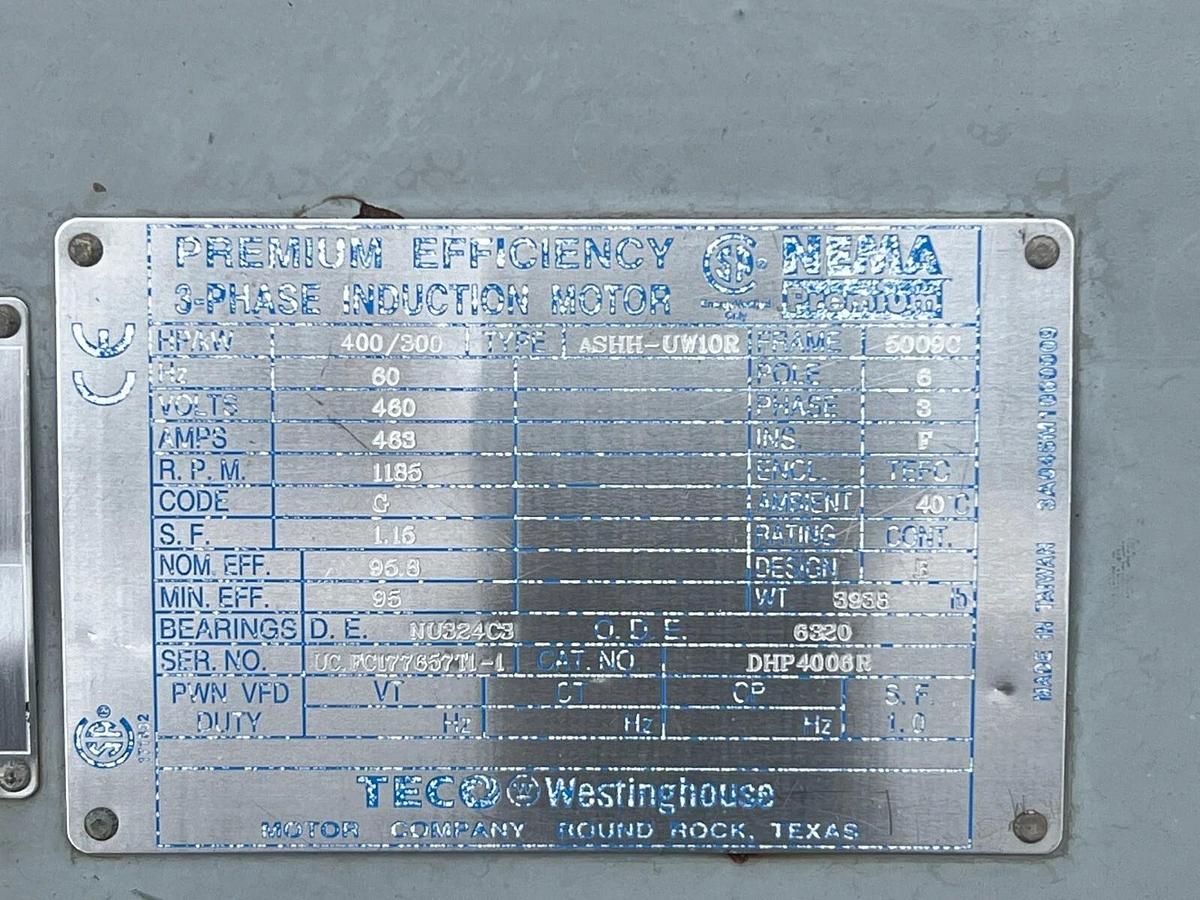 PREMIUM EFFICIENCY
3-PHASE INDUCTION MOTOR
NEMA
Premium
CE
HP/KW 400/300 TYPE ASHH-UW10R FRAME 5009C
Hz 60 POLE 6
VOLTS 460 PHASE 3
AMPS 463 INS. F
R.P.M. 1185 ENCL. TEFC
CODE G AMBIENT 40°C
S.F. 1.15 RATING CONT.
NOM. EFF. 95.8 DESIGN
MIN. EFF. 95 WT 3938 lb
BEARINGS D.E. NU324C3 O.D.E. 6320
SER. NO. CAT. NO DHP4006R
PWN VFD DUTY VT Hz CT Hz CP Hz S.F. 1.0
TECO Westinghouse
MOTOR COMPANY ROUND ROCK, TEXAS
MADE IN TAIWAN